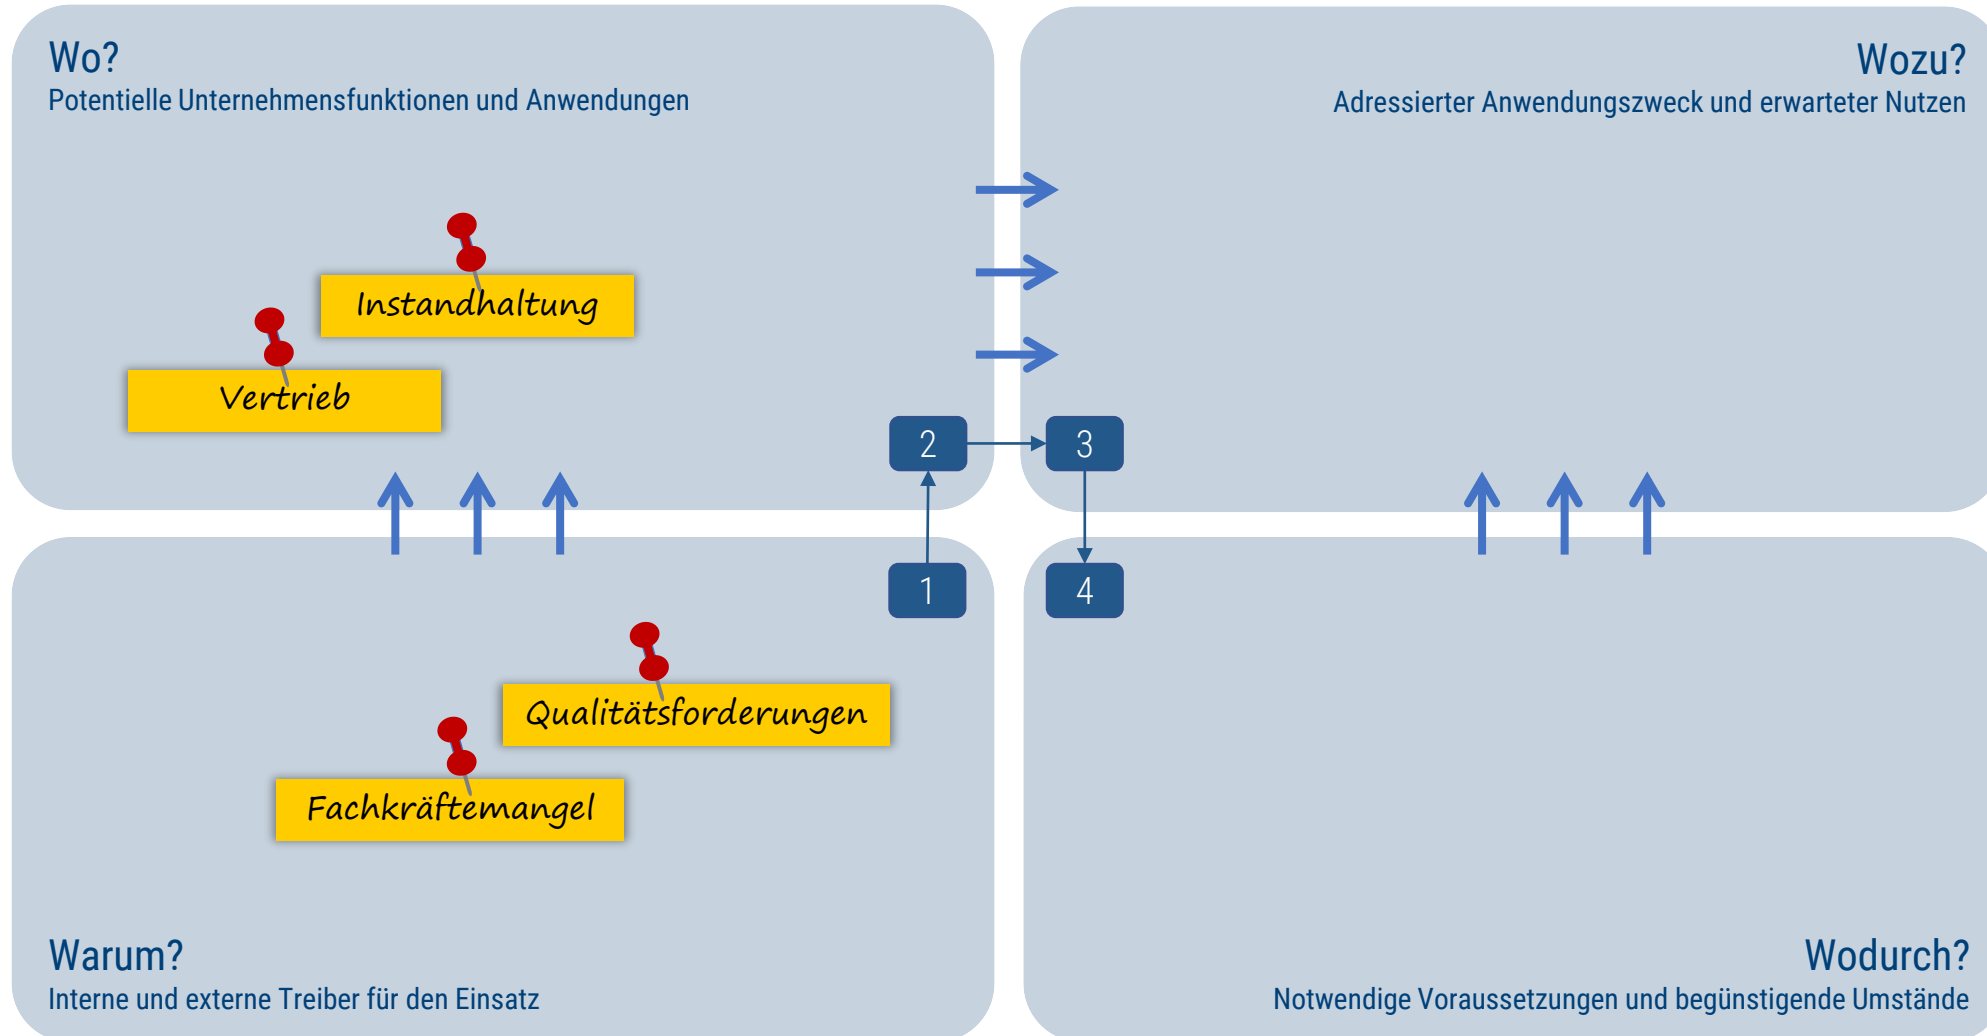 Wo?
Potentielle Unternehmensfunktionen und Anwendungen
Instandhaltung
Vertrieb
Wozu?
Adressierter Anwendungszweck und erwarteter Nutzen
2
3
1
4
Qualitätsforderungen
Fachkräftemangel
Warum?
Interne und externe Treiber für den Einsatz
Wodurch?
Notwendige Voraussetzungen und begünstigende Umstände